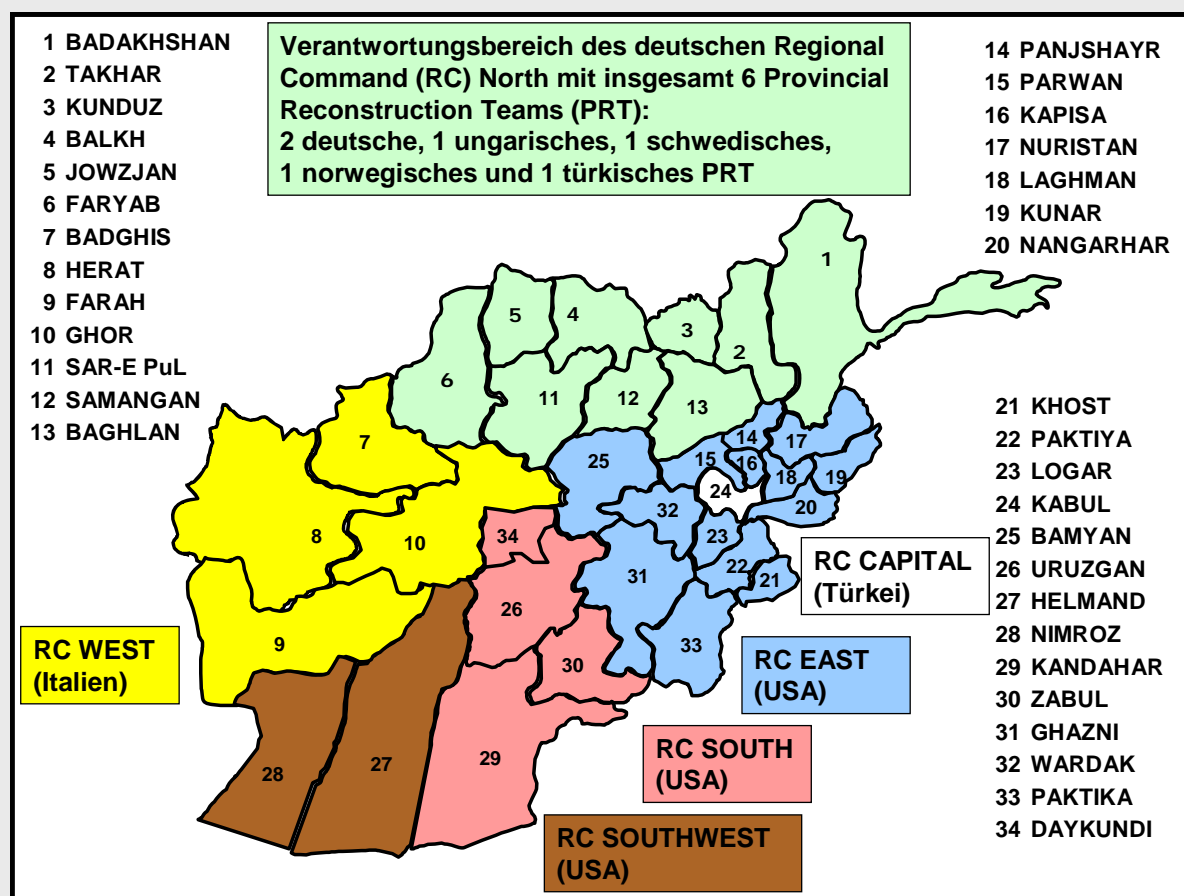 1 BADAKHSHAN
2 TAKHAR
3 KUNDUZ
4 BALKH
5 JOWZJAN
6 FARYAB
7 BADGHIS
8 HERAT
9 FARAH
10 GHOR
11 SAR-E PuL
12 SAMANGAN
13 BAGHLAN
Verantwortungsbereich des deutschen Regional
Command (RC) North mit insgesamt 6 Provincial
Reconstruction Teams (PRT):
2 deutsche, 1 ungarisches, 1 schwedisches,
1 norwegisches und 1 türkisches PRT
14 PANJSHAYR
15 PARWAN
16 KAPISA
17 NURISTAN
18 LAGHMAN
19 KUNAR
20 NANGARHAR
21 KHOST
22 PAKTIYA
23 LOGAR
24 KABUL
25 BAMYAN
26 URUZGAN
27 HELMAND
28 NIMROZ
29 KANDAHAR
30 ZABUL
31 GHAZNI
32 WARDAK
33 PAKTIKA
34 DAYKUNDI
1
5
4
3
2
6
11
12
13
7
25
14
17
15
16
18
19
24
20
32
8
10
34
23
22
21
31
26
33
9
30
28
27
29
RC CAPITAL
(Türkei)
RC WEST
(Italien)
RC EAST
(USA)
RC SOUTH
(USA)
RC SOUTHWEST
(USA)